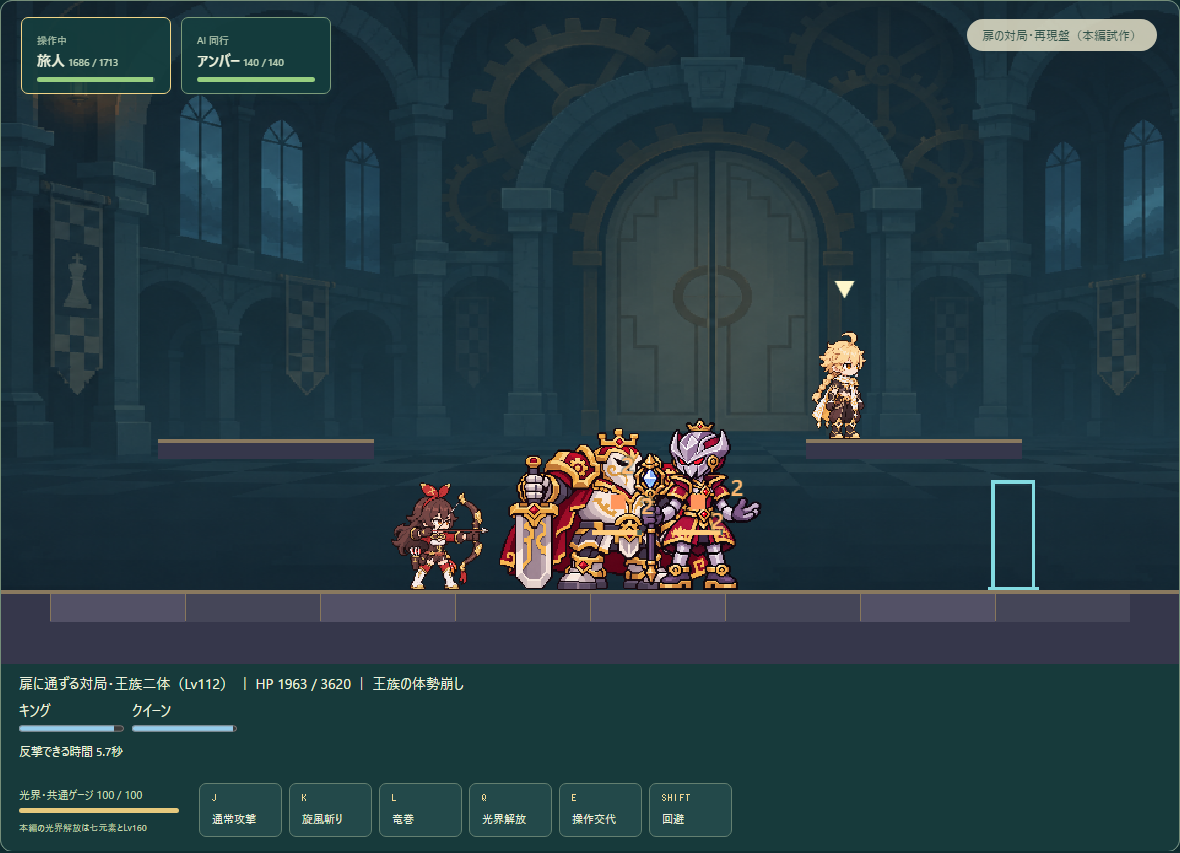 操作中
旅人 1686 / 1713
AI 同行
アンバー 140 / 140
扉の対局・再現盤（本編試作）
2
2
2
扉に通ずる対局・王族二体（Lv112） | HP 1963 / 3620 | 王族の体勢崩し
キング クイーン
反撃できる時間 5.7秒
光界・共通ゲージ 100 / 100
本編の光界解放は七元素とLv160
J
通常攻撃
K
旋風斬り
L
竜巻
Q
光界解放
E
操作交代
SHIFT
回避